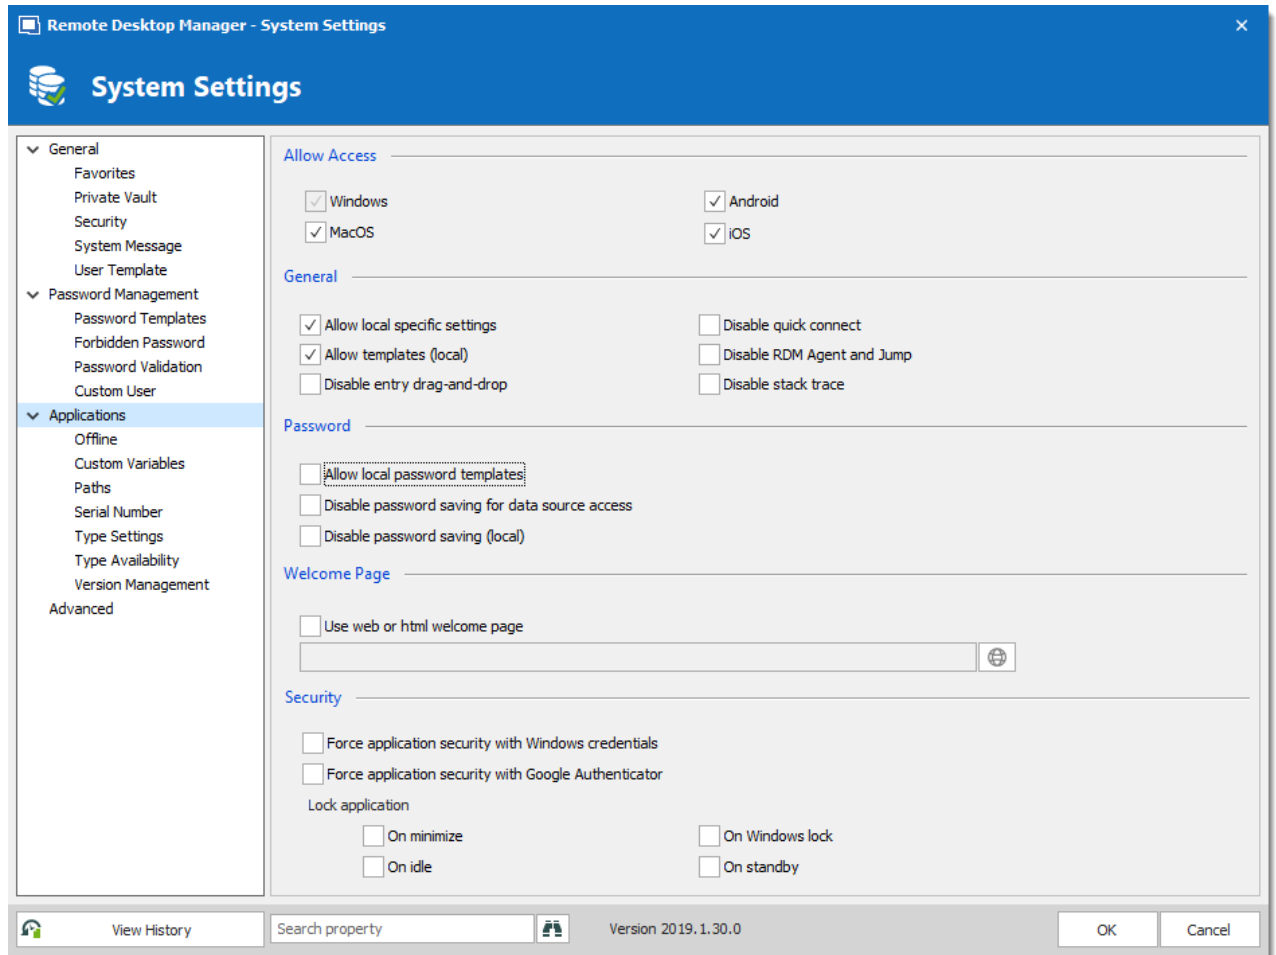 Remote Desktop Manager - System Settings
System Settings
General
Favorites
Private Vault
Security
System Message
User Template
Password Management
Password Templates
Forbidden Password
Password Validation
Custom User
Applications
Offline
Custom Variables
Paths
Serial Number
Type Settings
Type Availability
Version Management
Advanced
Allow Access
Windows Android
MacOS iOS
General
Allow local specific settings Disable quick connect
Allow templates (local) Disable RDM Agent and Jump
Disable entry drag-and-drop Disable stack trace
Password
Allow local password templates
Disable password saving for data source access
Disable password saving (local)
Welcome Page
Use web or html welcome page
Security
Force application security with Windows credentials
Force application security with Google Authenticator
Lock application
On minimize On Windows lock
On idle On standby
View History Search property Version 2019.1.30.0 OK Cancel